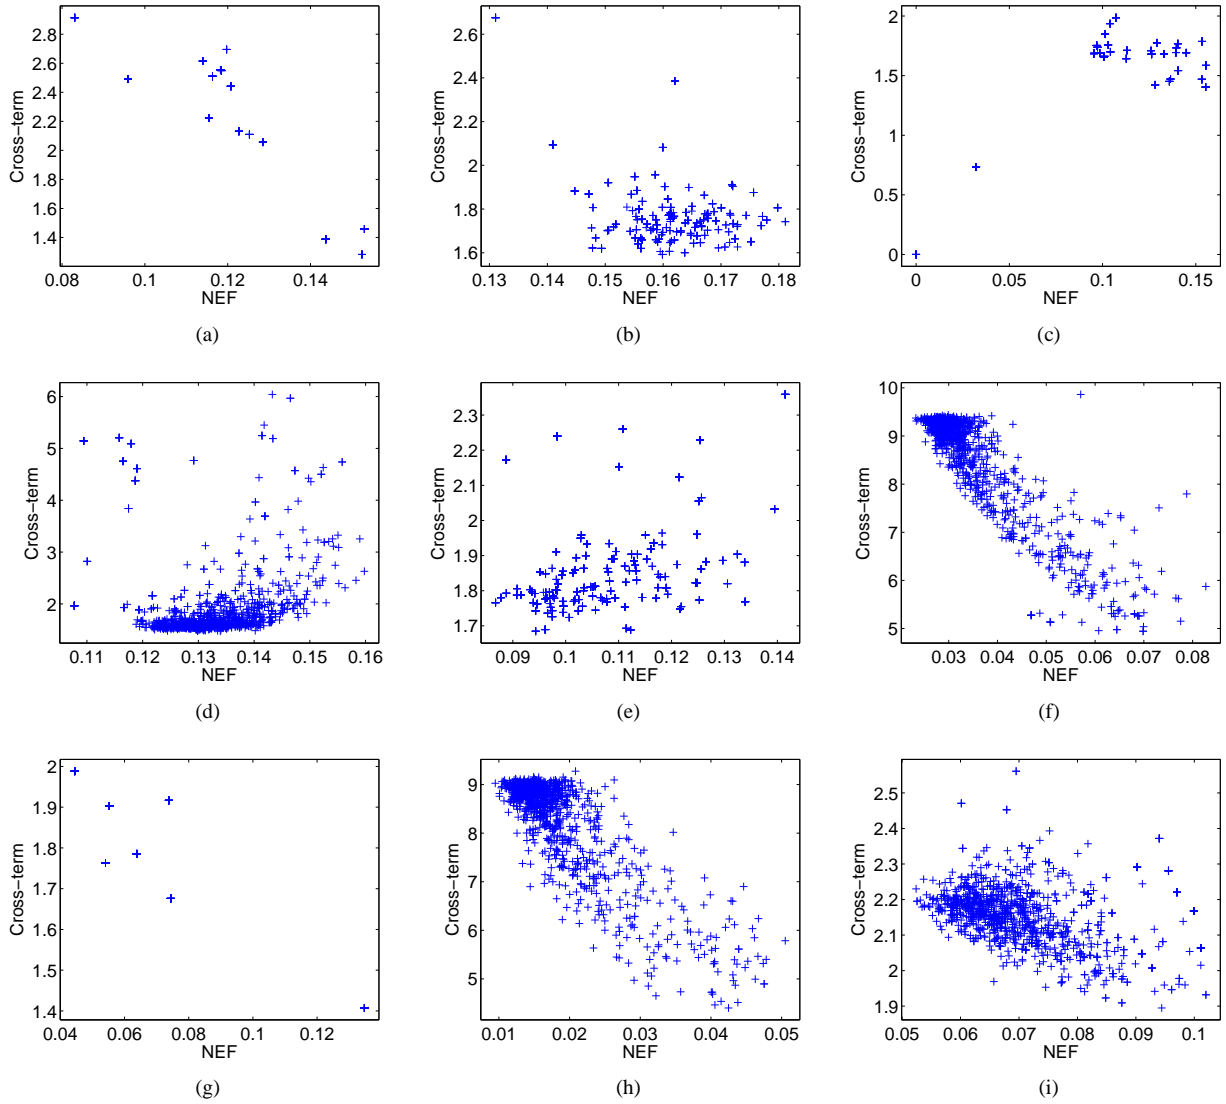 2.8
2.6
2.4
2.2
2
1.8
1.6
1.4
Cross−term
0.08 0.1 0.12 0.14
NEF
(a)
2.6
2.4
2.2
2
1.8
1.6
Cross−term
0.13 0.14 0.15 0.16 0.17 0.18
NEF
(b)
2
1.5
1
0.5
0
Cross−term
0 0.05 0.1 0.15
NEF
(c)
6
5
4
3
2
Cross−term
0.11 0.12 0.13 0.14 0.15 0.16
NEF
(d)
2.3
2.2
2.1
2
1.9
1.8
1.7
Cross−term
0.09 0.1 0.11 0.12 0.13 0.14
NEF
(e)
10
9
8
7
6
5
Cross−term
0.03 0.04 0.05 0.06 0.07 0.08
NEF
(f)
2
1.9
1.8
1.7
1.6
1.5
1.4
Cross−term
0.04 0.06 0.08 0.1 0.12
NEF
(g)
9
8
7
6
5
Cross−term
0.01 0.02 0.03 0.04 0.05
NEF
(h)
2.5
2.4
2.3
2.2
2.1
2
1.9
Cross−term
0.05 0.06 0.07 0.08 0.09 0.1
NEF
(i)